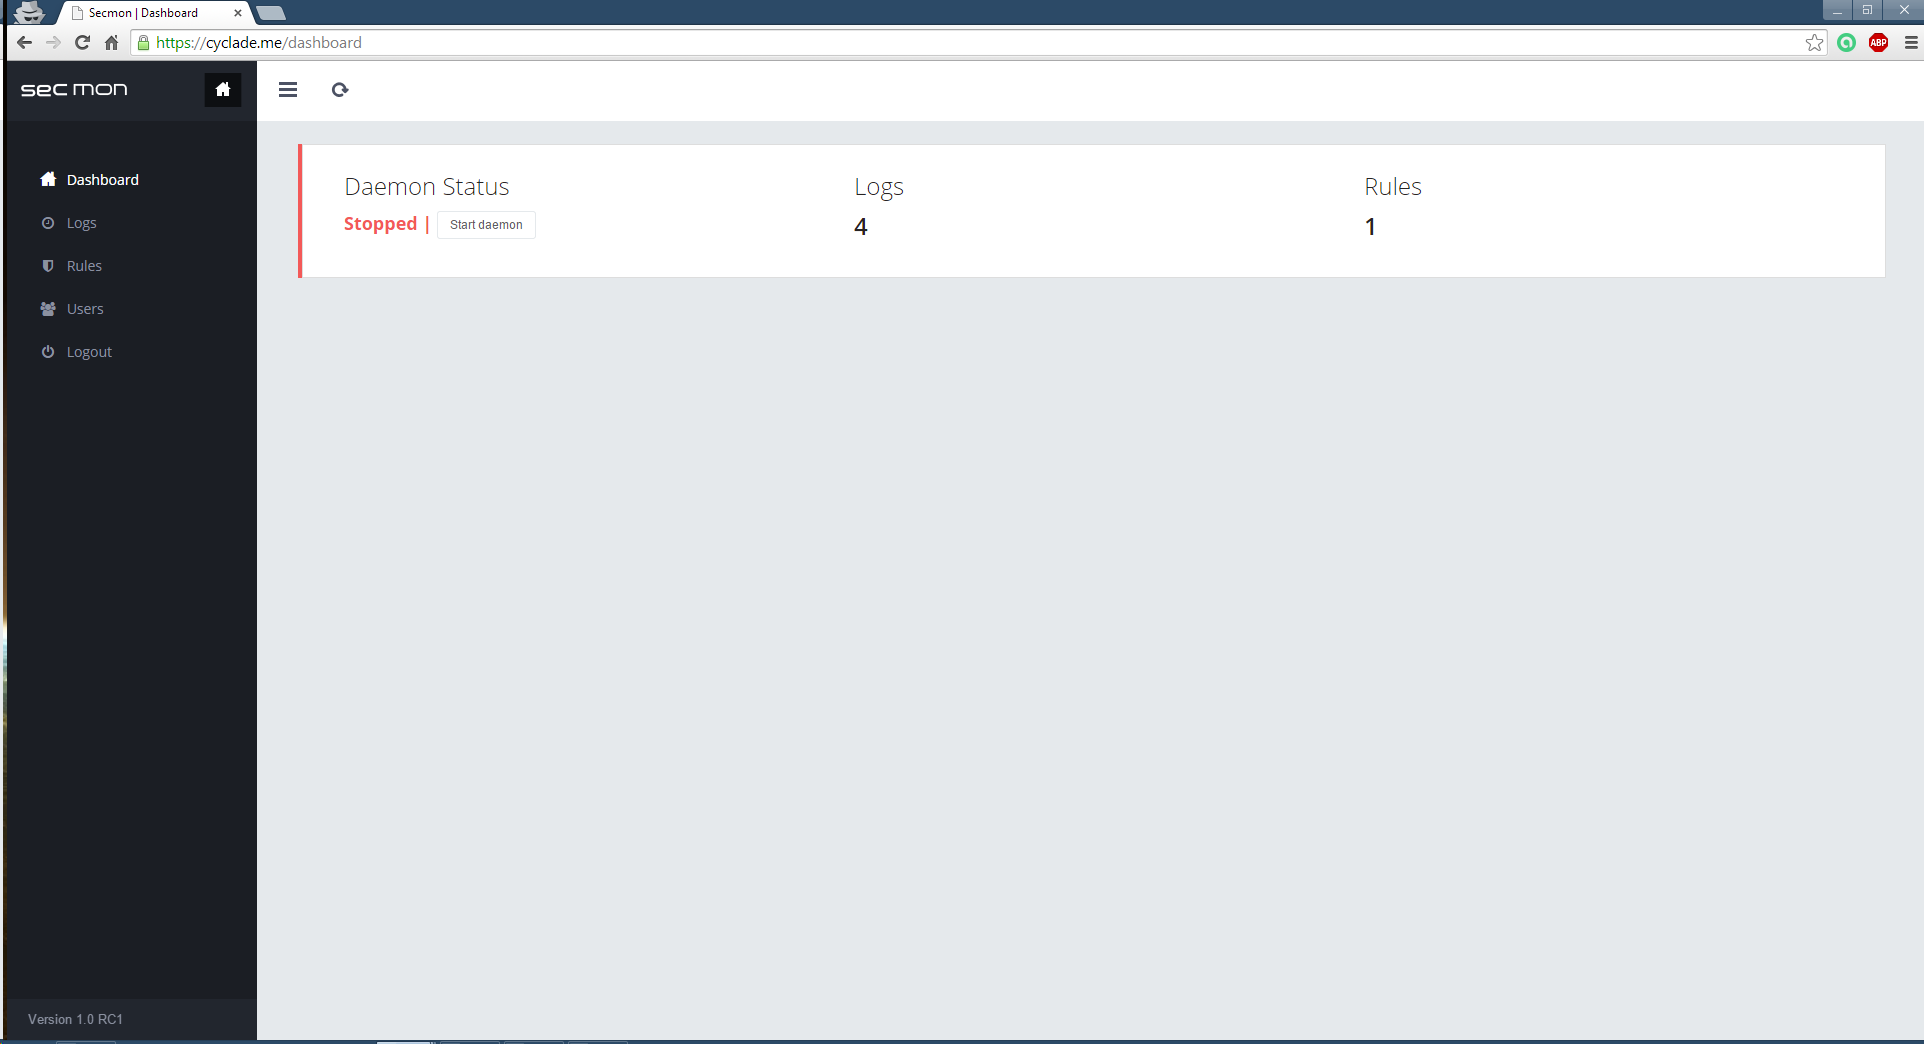 Secmon | Dashboard
https://cyclade.me/dashboard
ABP
sec mon
Dashboard
Logs
Rules
Users
Logout
Daemon Status
Stopped | Start daemon
Logs
4
Rules
1
Version 1.0 RC1